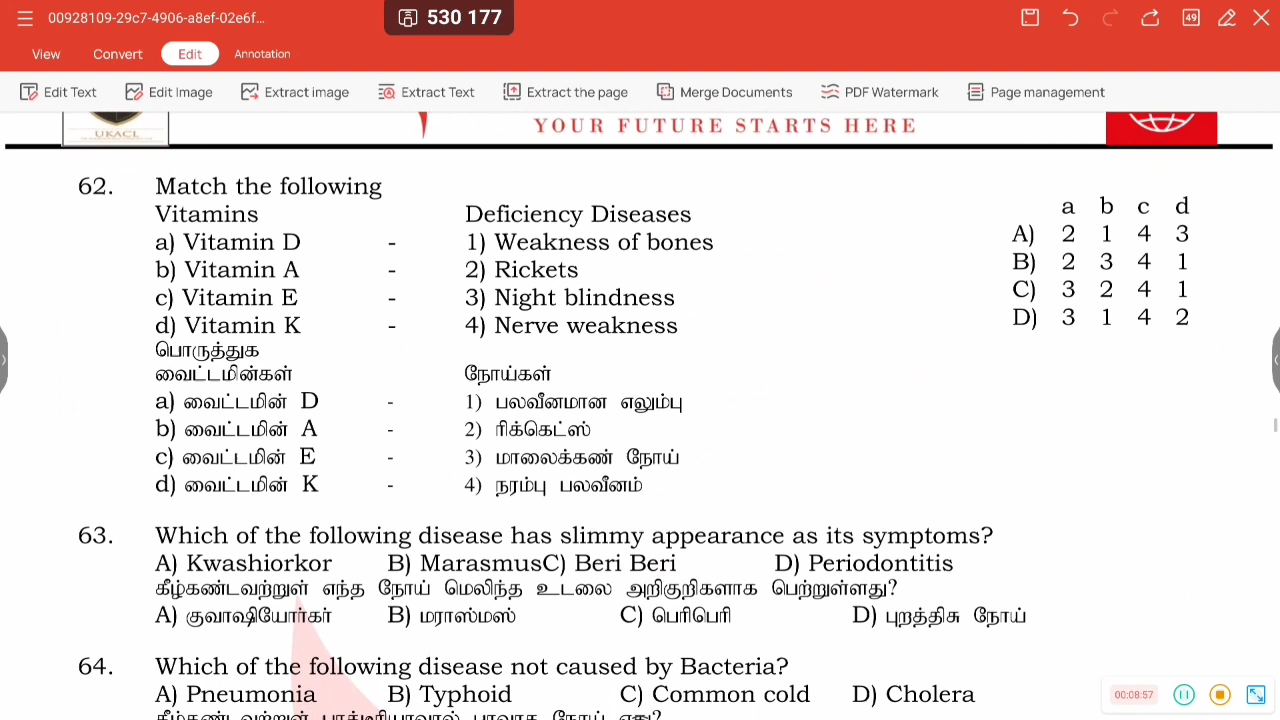 00928109-29c7-4906-a8ef-02e6f...
530 177
49
View Convert Edit Annotation
Edit Text Edit Image Extract image Extract Text Extract the page Merge Documents PDF Watermark Page management
UKACL
YOUR FUTURE STARTS HERE
62. Match the following
Vitamins Deficiency Diseases
a) Vitamin D - 1) Weakness of bones
b) Vitamin A - 2) Rickets
c) Vitamin E - 3) Night blindness
d) Vitamin K - 4) Nerve weakness
a b c d
A) 2 1 4 3
B) 2 3 4 1
C) 3 2 4 1
D) 3 1 4 2
பொருத்துக
வைட்டமின்கள் நோய்கள்
a) வைட்டமின் D - 1) பலவீனமான எலும்பு
b) வைட்டமின் A - 2) ரிக்கெட்ஸ்
c) வைட்டமின் E - 3) மாலைக்கண் நோய்
d) வைட்டமின் K - 4) நரம்பு பலவீனம்
63. Which of the following disease has slimmy appearance as its symptoms?
A) Kwashiorkor B) MarasmusC) Beri Beri D) Periodontitis
கீழ்கண்டவற்றுள் எந்த நோய் மெலிந்த உடலை அறிகுறிகளாக பெற்றுள்ளது?
A) குவாஷியோர்கர் B) மராஸ்மஸ் C) பெரிபெரி D) புறத்திசு நோய்
64. Which of the following disease not caused by Bacteria?
A) Pneumonia B) Typhoid C) Common cold D) Cholera
00:08:57